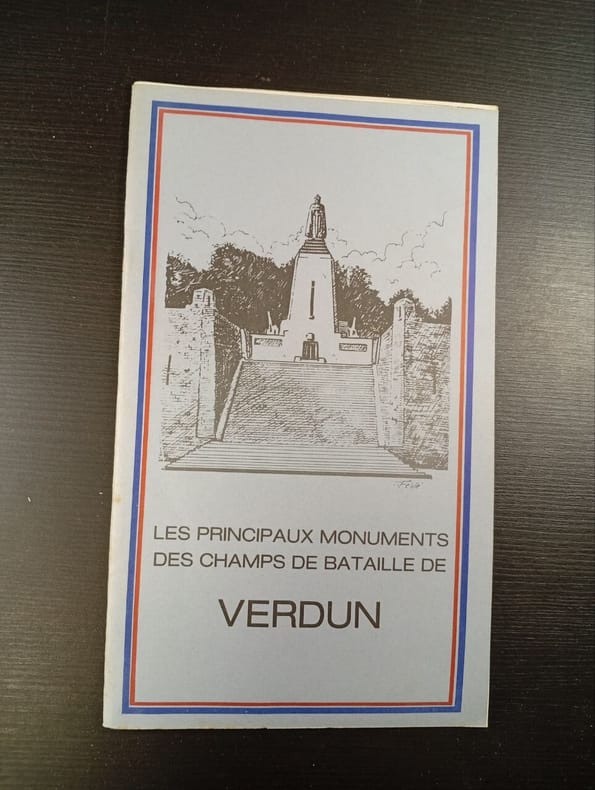 LES PRINCIPAUX MONUMENTS
DES CHAMPS DE BATAILLE DE
VERDUN